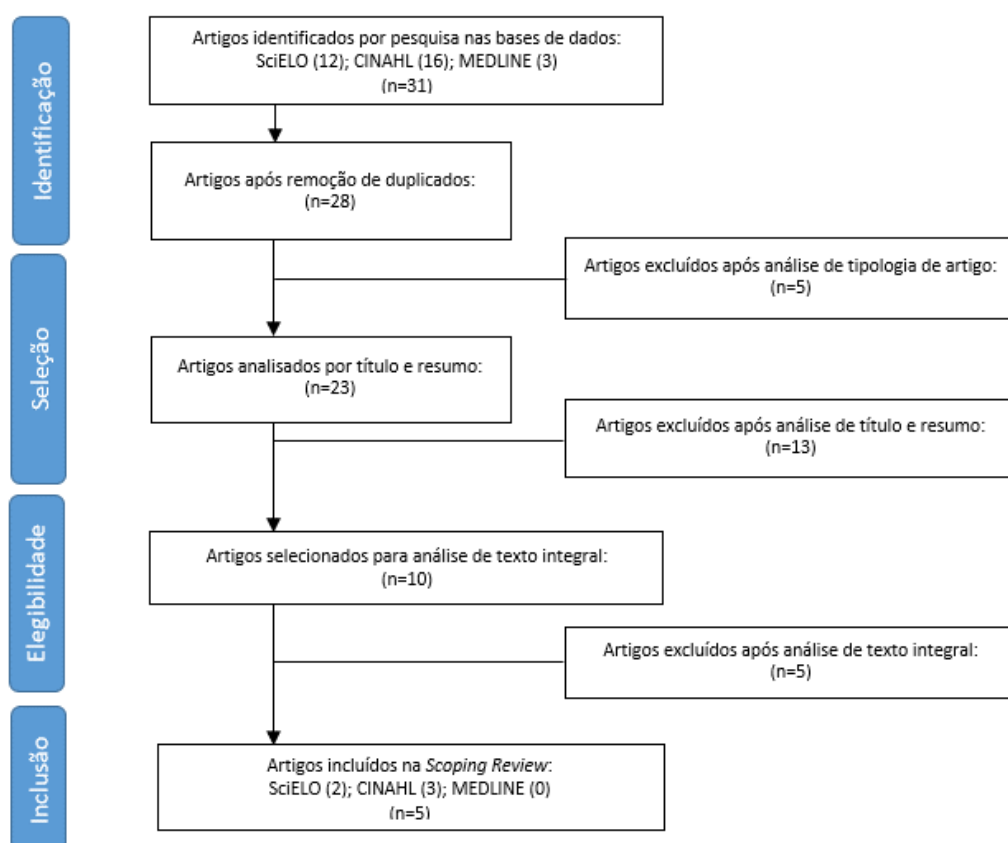 Identificação
Artigos identificados por pesquisa nas bases de dados:
SciELO (12); CINAHL (16); MEDLINE (3)
(n=31)
Artigos após remoção de duplicados:
(n=28)
Artigos excluídos após análise de tipologia de artigo:
(n=5)
Seleção
Artigos analisados por título e resumo:
(n=23)
Artigos excluídos após análise de título e resumo:
(n=13)
Elegibilidade
Artigos selecionados para análise de texto integral:
(n=10)
Artigos excluídos após análise de texto integral:
(n=5)
Inclusão
Artigos incluídos na Scoping Review:
SciELO (2); CINAHL (3); MEDLINE (0)
(n=5)